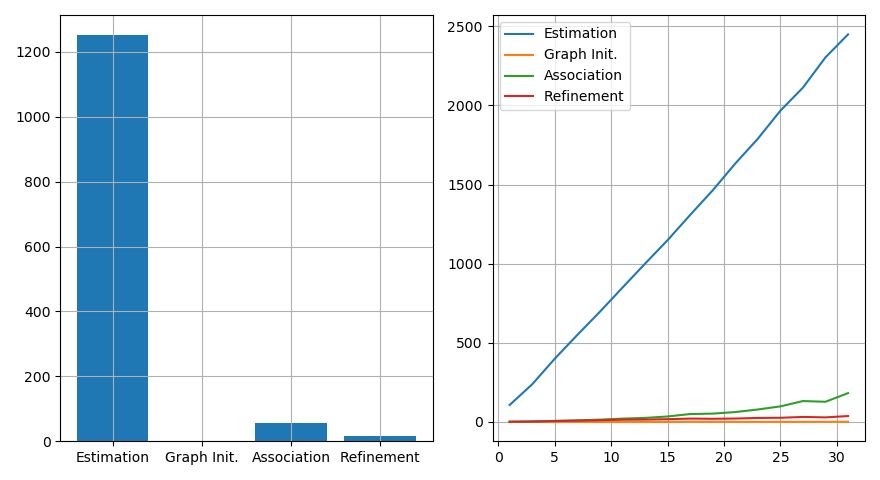 1200
1000
800
600
400
200
0
Estimation Graph Init. Association Refinement
Estimation
Graph Init.
Association
Refinement
2500
2000
1500
1000
500
0
0 5 10 15 20 25 30